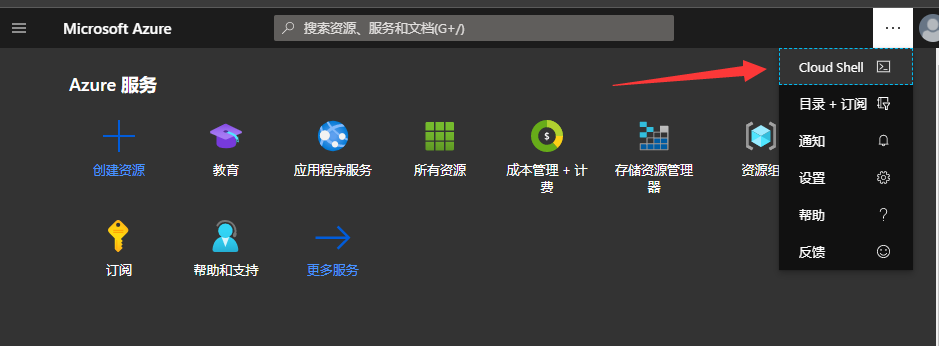 Microsoft Azure
搜索资源、服务和文档(G+/)
...
Azure 服务
Cloud Shell
目录 + 订阅
通知
设置
帮助
反馈
创建资源
教育
应用程序服务
所有资源
成本管理 + 计
费
存储资源管理
器
资源组
订阅
帮助和支持
更多服务